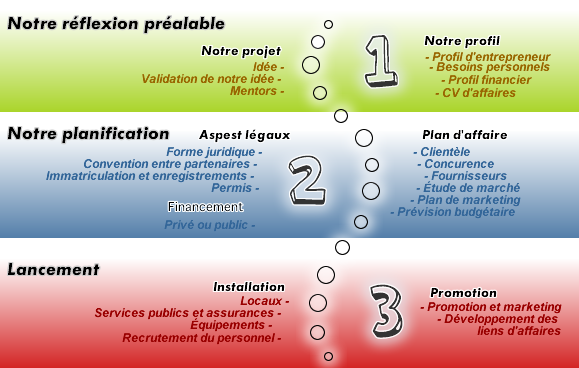 Notre réflexion préalable
Notre projet
Idée -
Validation de notre idée -
Mentors -
1
Notre profil
- Profil d'entrepreneur
- Besoins personnels
- Profil financier
- CV d'affaires
Notre planification
Aspest légaux
Forme juridique -
Convention entre partenaires -
Immatriculation et enregistrements -
Permis -
Financement
Privé ou public -
2
Plan d'affaire
- Clientèle
- Concurence
- Fournisseurs
- Étude de marché
- Plan de marketing
- Prévision budgétaire
Lancement
Installation
Locaux -
Services publics et assurances -
Équipements -
Recrutement du personnel -
3
Promotion
- Promotion et marketing
- Développement des
liens d'affaires